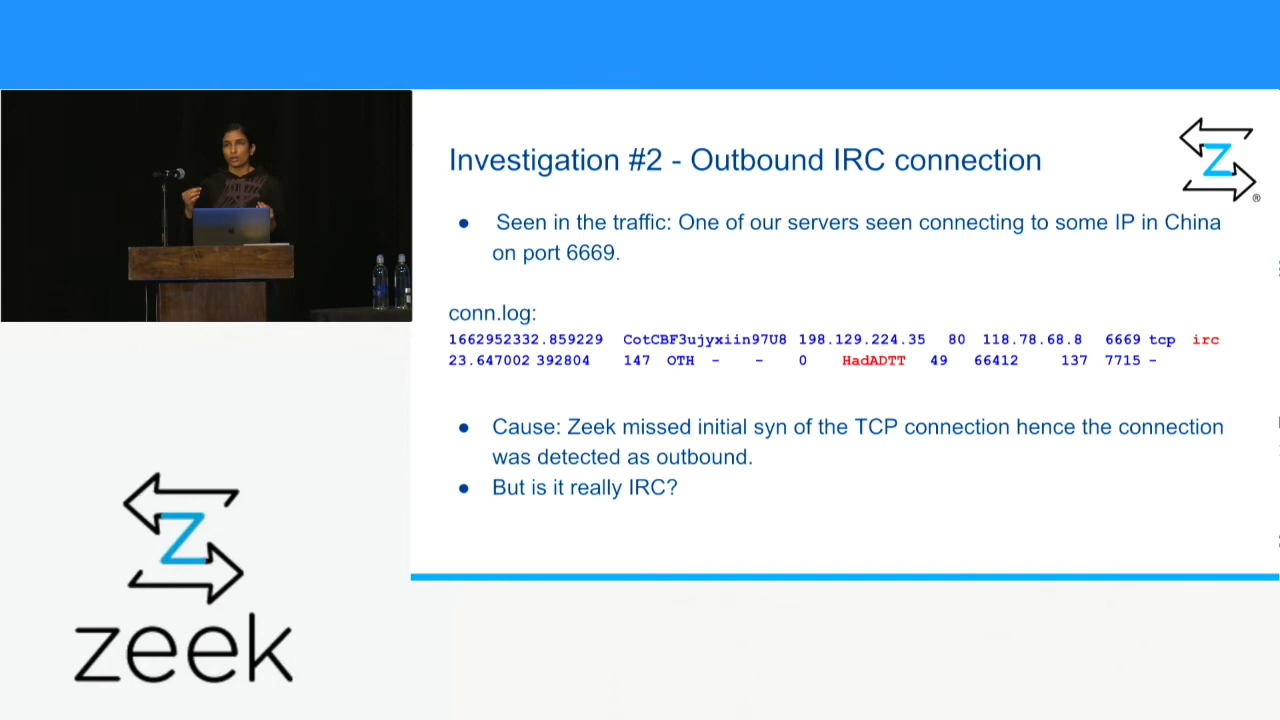 Investigation #2 - Outbound IRC connection
Z
®
● Seen in the traffic: One of our servers seen connecting to some IP in China
on port 6669.
conn.log:
1662952332.859229 CotCBF3ujyxiin97U8 198.129.224.35 80 118.78.68.8 6669 tcp irc
23.647002 392804 147 OTH - - 0 HadADTT 49 66412 137 7715 -
● Cause: Zeek missed initial syn of the TCP connection hence the connection
was detected as outbound.
● But is it really IRC?
Z
zeek